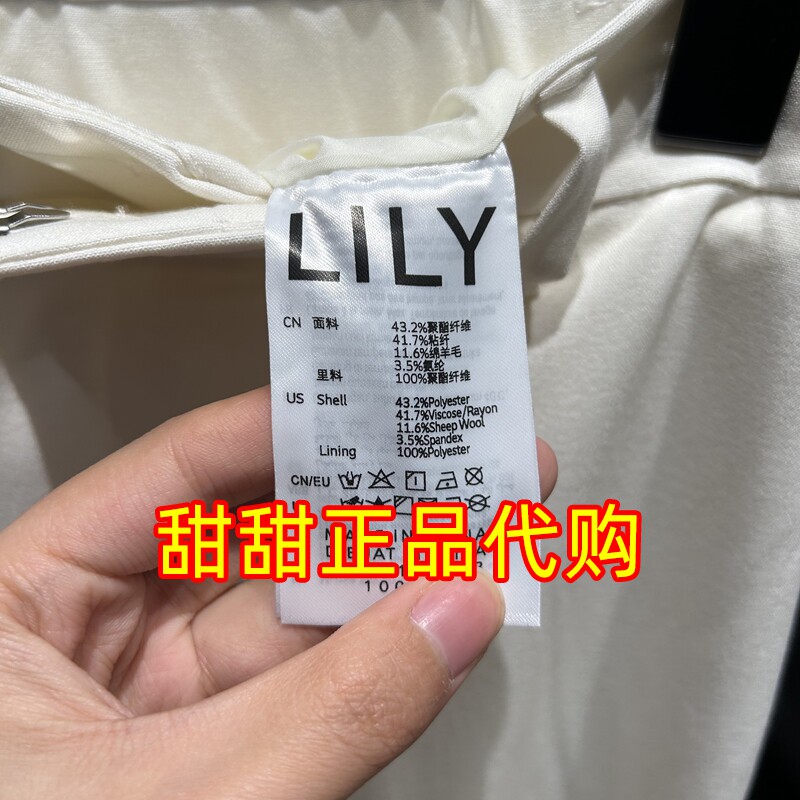 LILY
CN 面料 43.2%聚酯纤维
41.7%粘纤
11.6%绵羊毛
3.5%氨纶
里料 100%聚酯纤维
US Shell 43.2%Polyester
41.7%Viscose/Rayon
11.6%Sheep Wool
3.5%Spandex
Lining 100%Polyester
CN/EU
甜甜正品代购